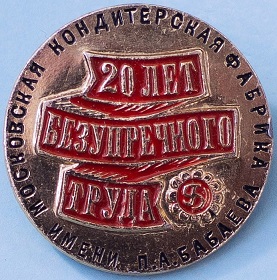 МОСКОВСКАЯ КОНДИТЕРСКАЯ ФАБРИКА
ИМЕНИ П.А.БАБАЕВА
20 ЛЕТ
БЕЗУПРЕЧНОГО
ТРУДА